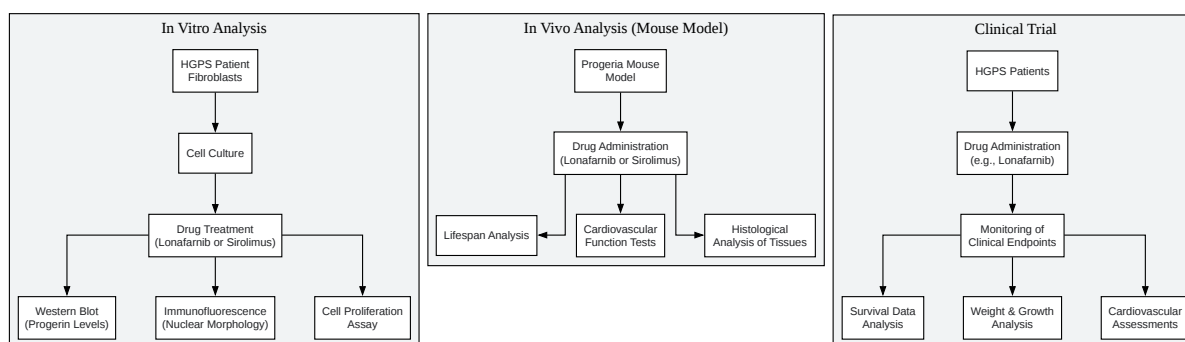 In Vitro Analysis
HGPS Patient
Fibroblasts
Cell Culture
Drug Treatment
(Lonafarnib or Sirolimus)
Western Blot
(Progerin Levels)
Immunofluorescence
(Nuclear Morphology)
Cell Proliferation
Assay
In Vivo Analysis (Mouse Model)
Progeria Mouse
Model
Drug Administration
(Lonafarnib or Sirolimus)
Lifespan Analysis
Cardiovascular
Function Tests
Histological
Analysis of Tissues
Clinical Trial
HGPS Patients
Drug Administration
(e.g., Lonafarnib)
Monitoring of
Clinical Endpoints
Survival Data
Analysis
Weight & Growth
Analysis
Cardiovascular
Assessments